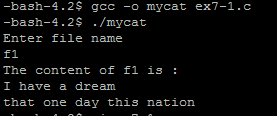 -bash-4.2$ gcc -o mycat ex7-1.c
-bash-4.2$ ./mycat
Enter file name
f1
The content of f1 is :
I have a dream
that one day this nation